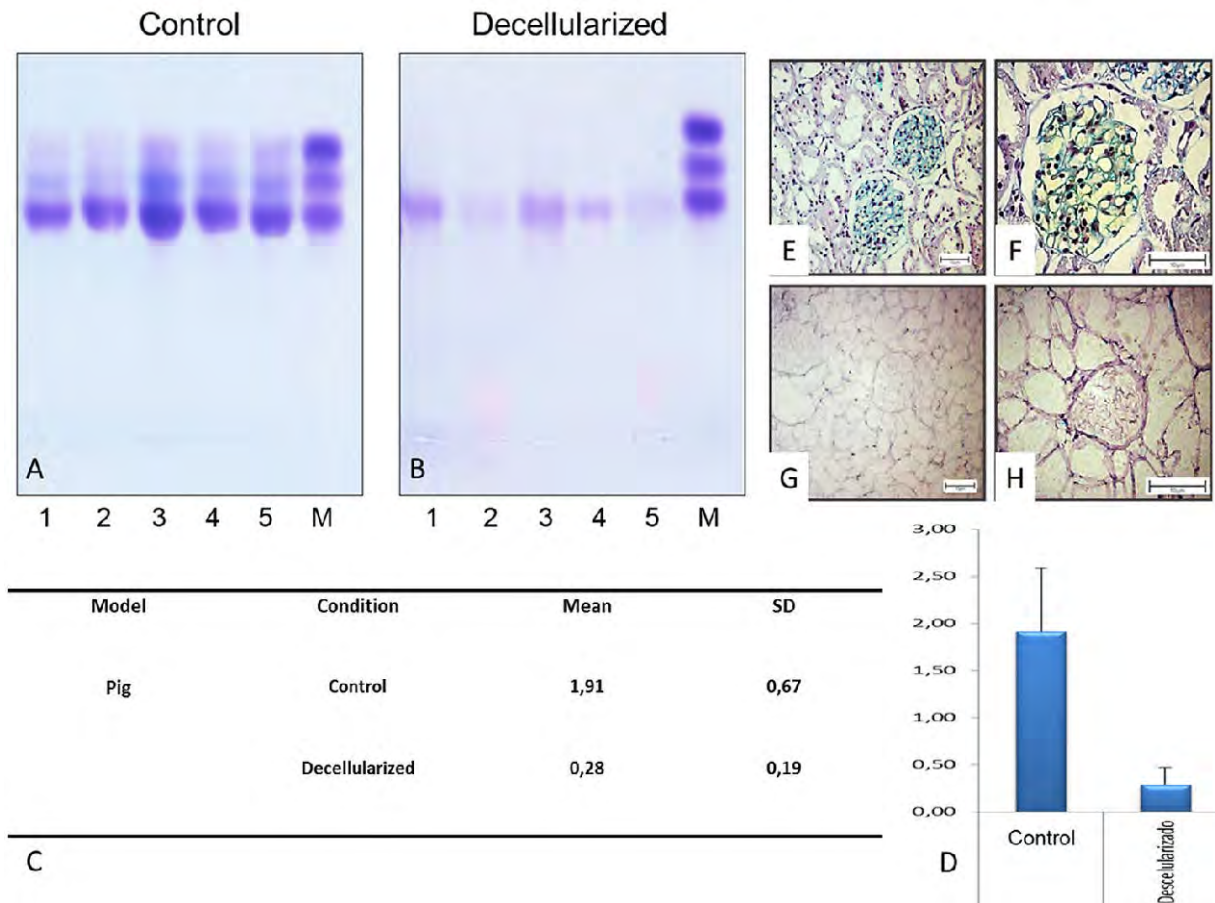 Control
Decellularized
A
1 2 3 4 5 M
B
1 2 3 4 5 M
E
F
G
H
Model Condition Mean SD
Pig Control 1,91 0,67
Decellularized 0,28 0,19
C
3,00
2,50
2,00
1,50
1,00
0,50
0,00
Control
Descelularizado
D